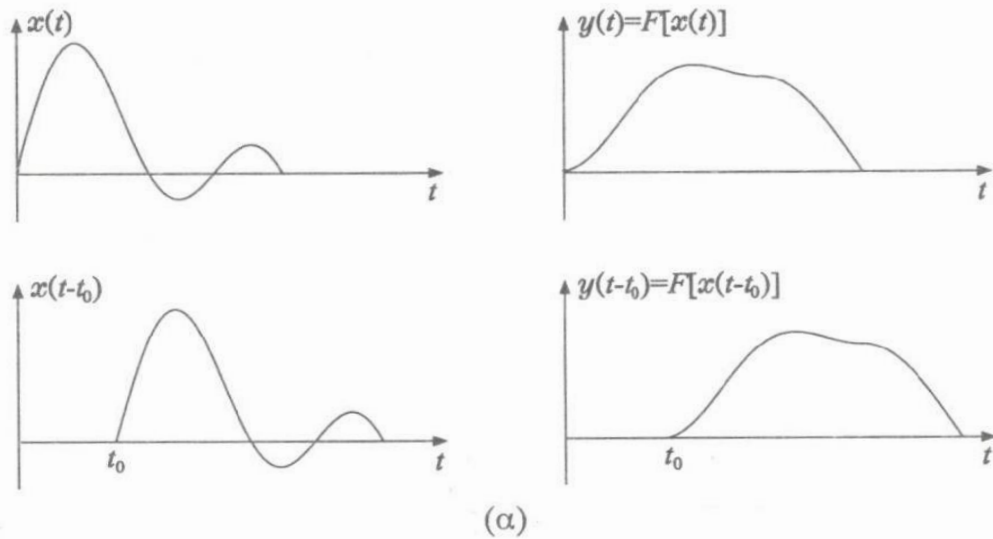 x(t)
y(t)=F[x(t)]
t
t
x(t-t₀)
y(t-t₀)=F[x(t-t₀)]
t₀
t
t₀
t
(α)